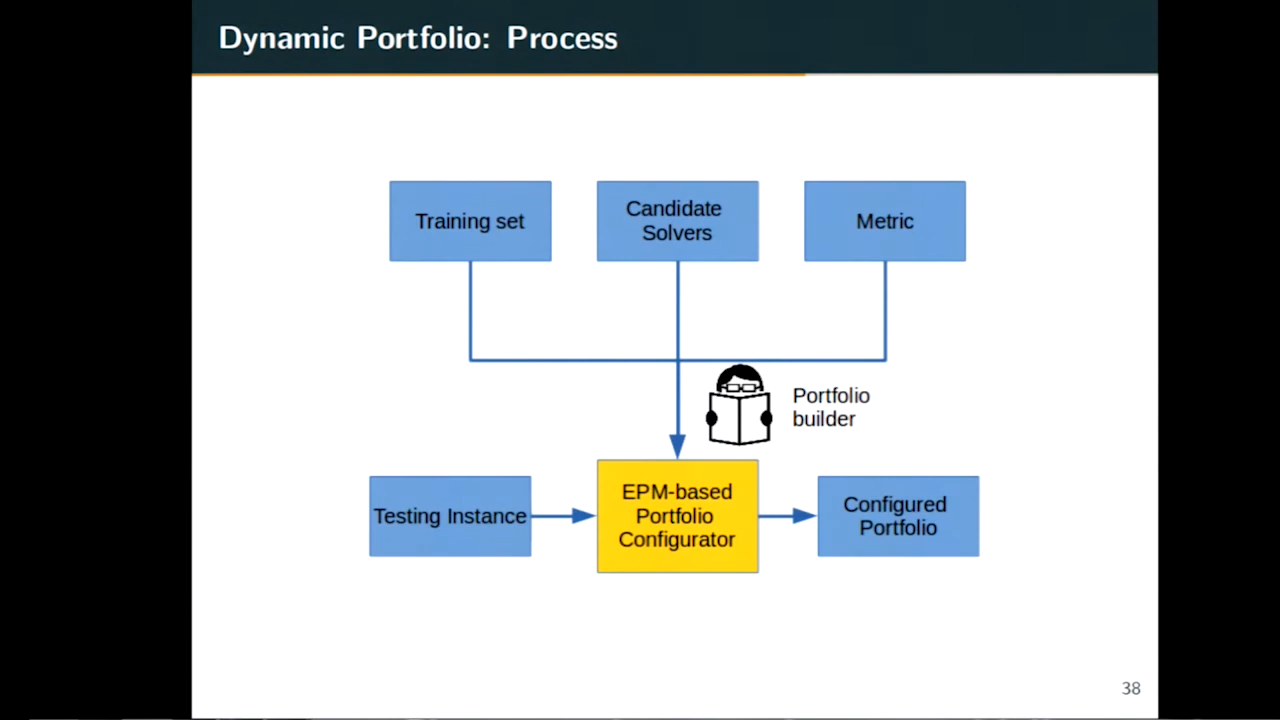 Dynamic Portfolio: Process
Training set
Candidate
Solvers
Metric
Portfolio
builder
Testing Instance
EPM-based
Portfolio
Configurator
Configured
Portfolio
38